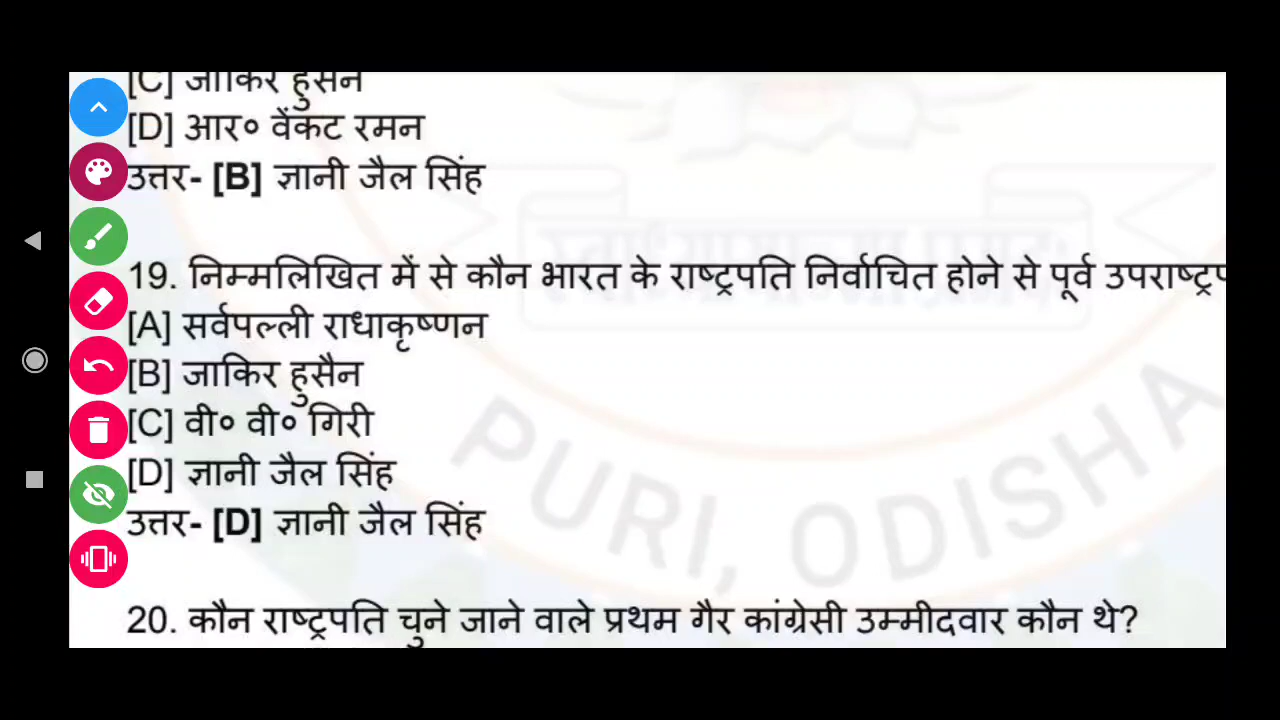 [C] जाकिर हुसैन
[D] आर० वेंकट रमन
उत्तर- [B] ज्ञानी जैल सिंह
19. निम्मलिखित में से कौन भारत के राष्ट्रपति निर्वाचित होने से पूर्व उपराष्ट्रप
[A] सर्वपल्ली राधाकृष्णन
[B] जाकिर हुसैन
[C] वी० वी० गिरी
[D] ज्ञानी जैल सिंह
उत्तर- [D] ज्ञानी जैल सिंह
PURI, ODISHA
20. कौन राष्ट्रपति चुने जाने वाले प्रथम गैर कांग्रेसी उम्मीदवार कौन थे?